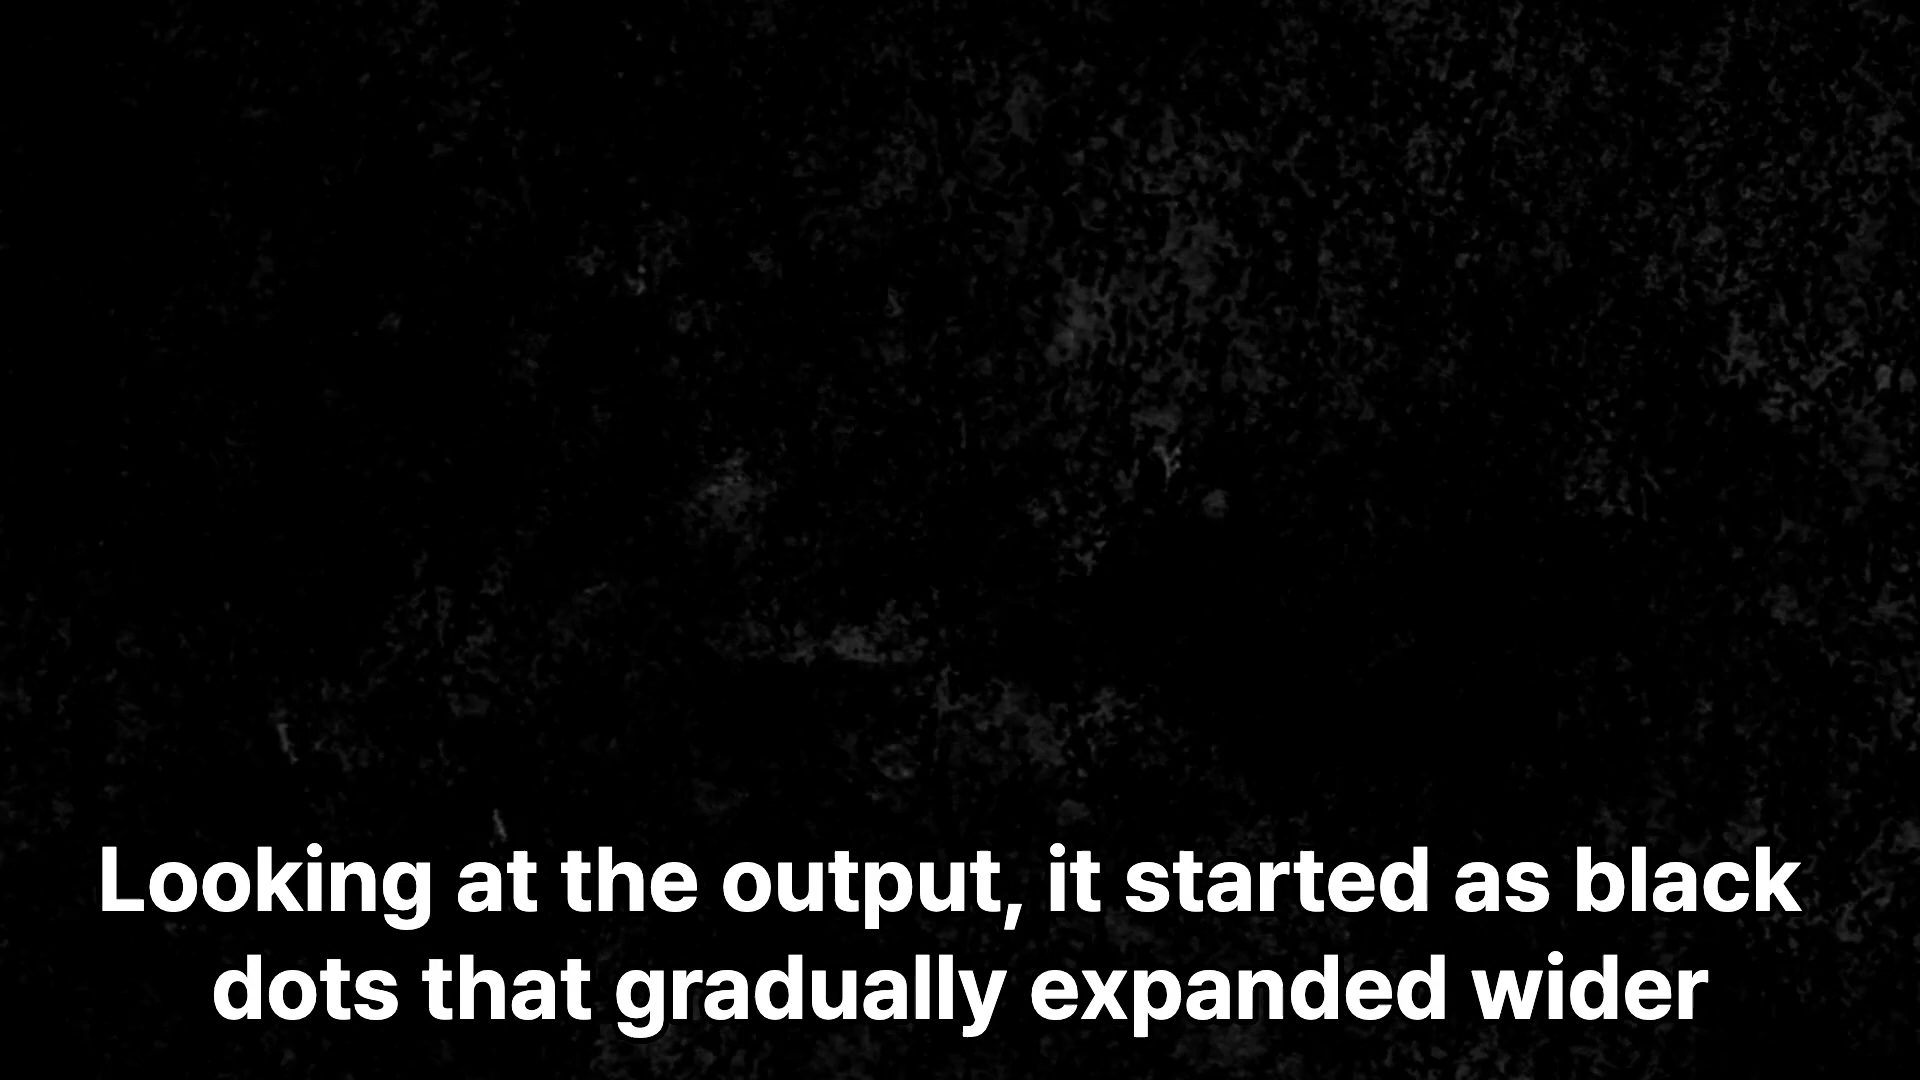 Looking at the output, it started as black
dots that gradually expanded wider